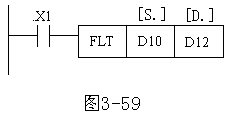 X1 [S.] [D.]
FLT D10 D12
图3-59